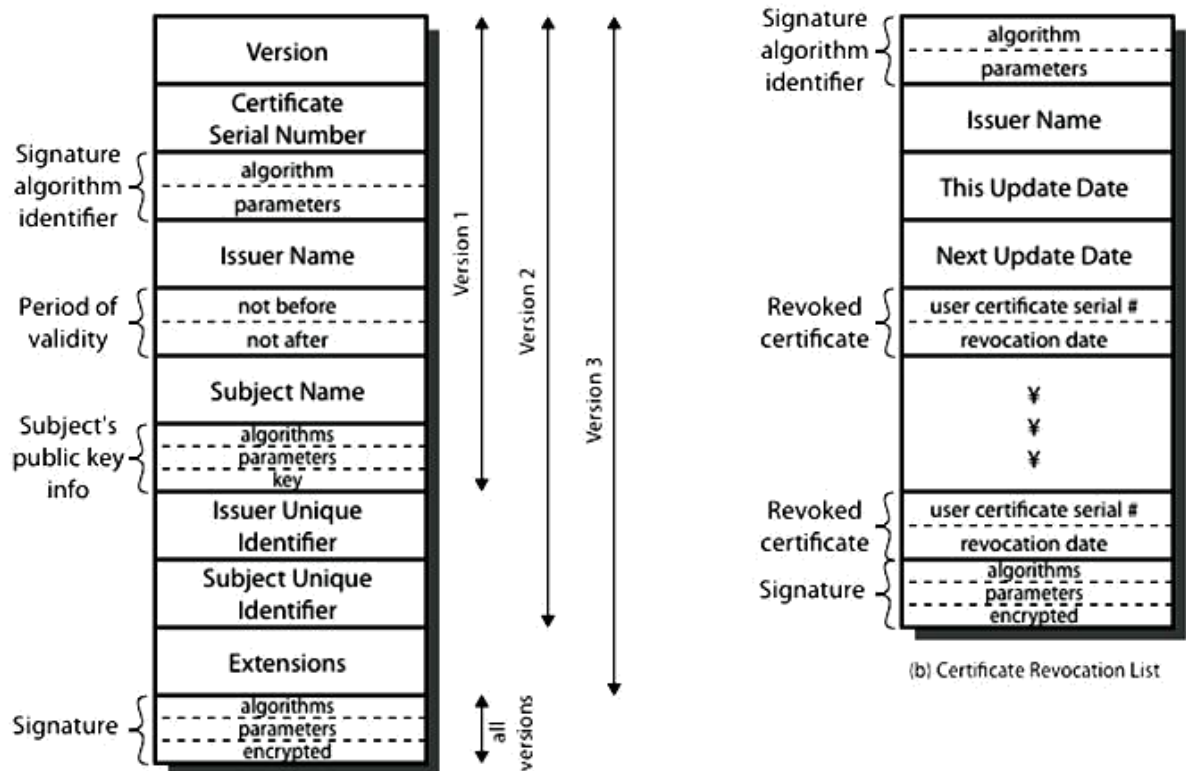 Version
Certificate
Serial Number
Signature
algorithm
identifier
algorithm
parameters
Issuer Name
Period of
validity
not before
not after
Subject Name
Subject's
public key
info
algorithms
parameters
key
Issuer Unique
Identifier
Subject Unique
Identifier
Extensions
Signature
algorithms
parameters
encrypted
Version 1
Version 2
Version 3
all
versions
Signature
algorithm
identifier
algorithm
parameters
Issuer Name
This Update Date
Next Update Date
Revoked
certificate
user certificate serial #
revocation date
¥
¥
¥
Revoked
certificate
user certificate serial #
revocation date
Signature
algorithms
parameters
encrypted
(b) Certificate Revocation List